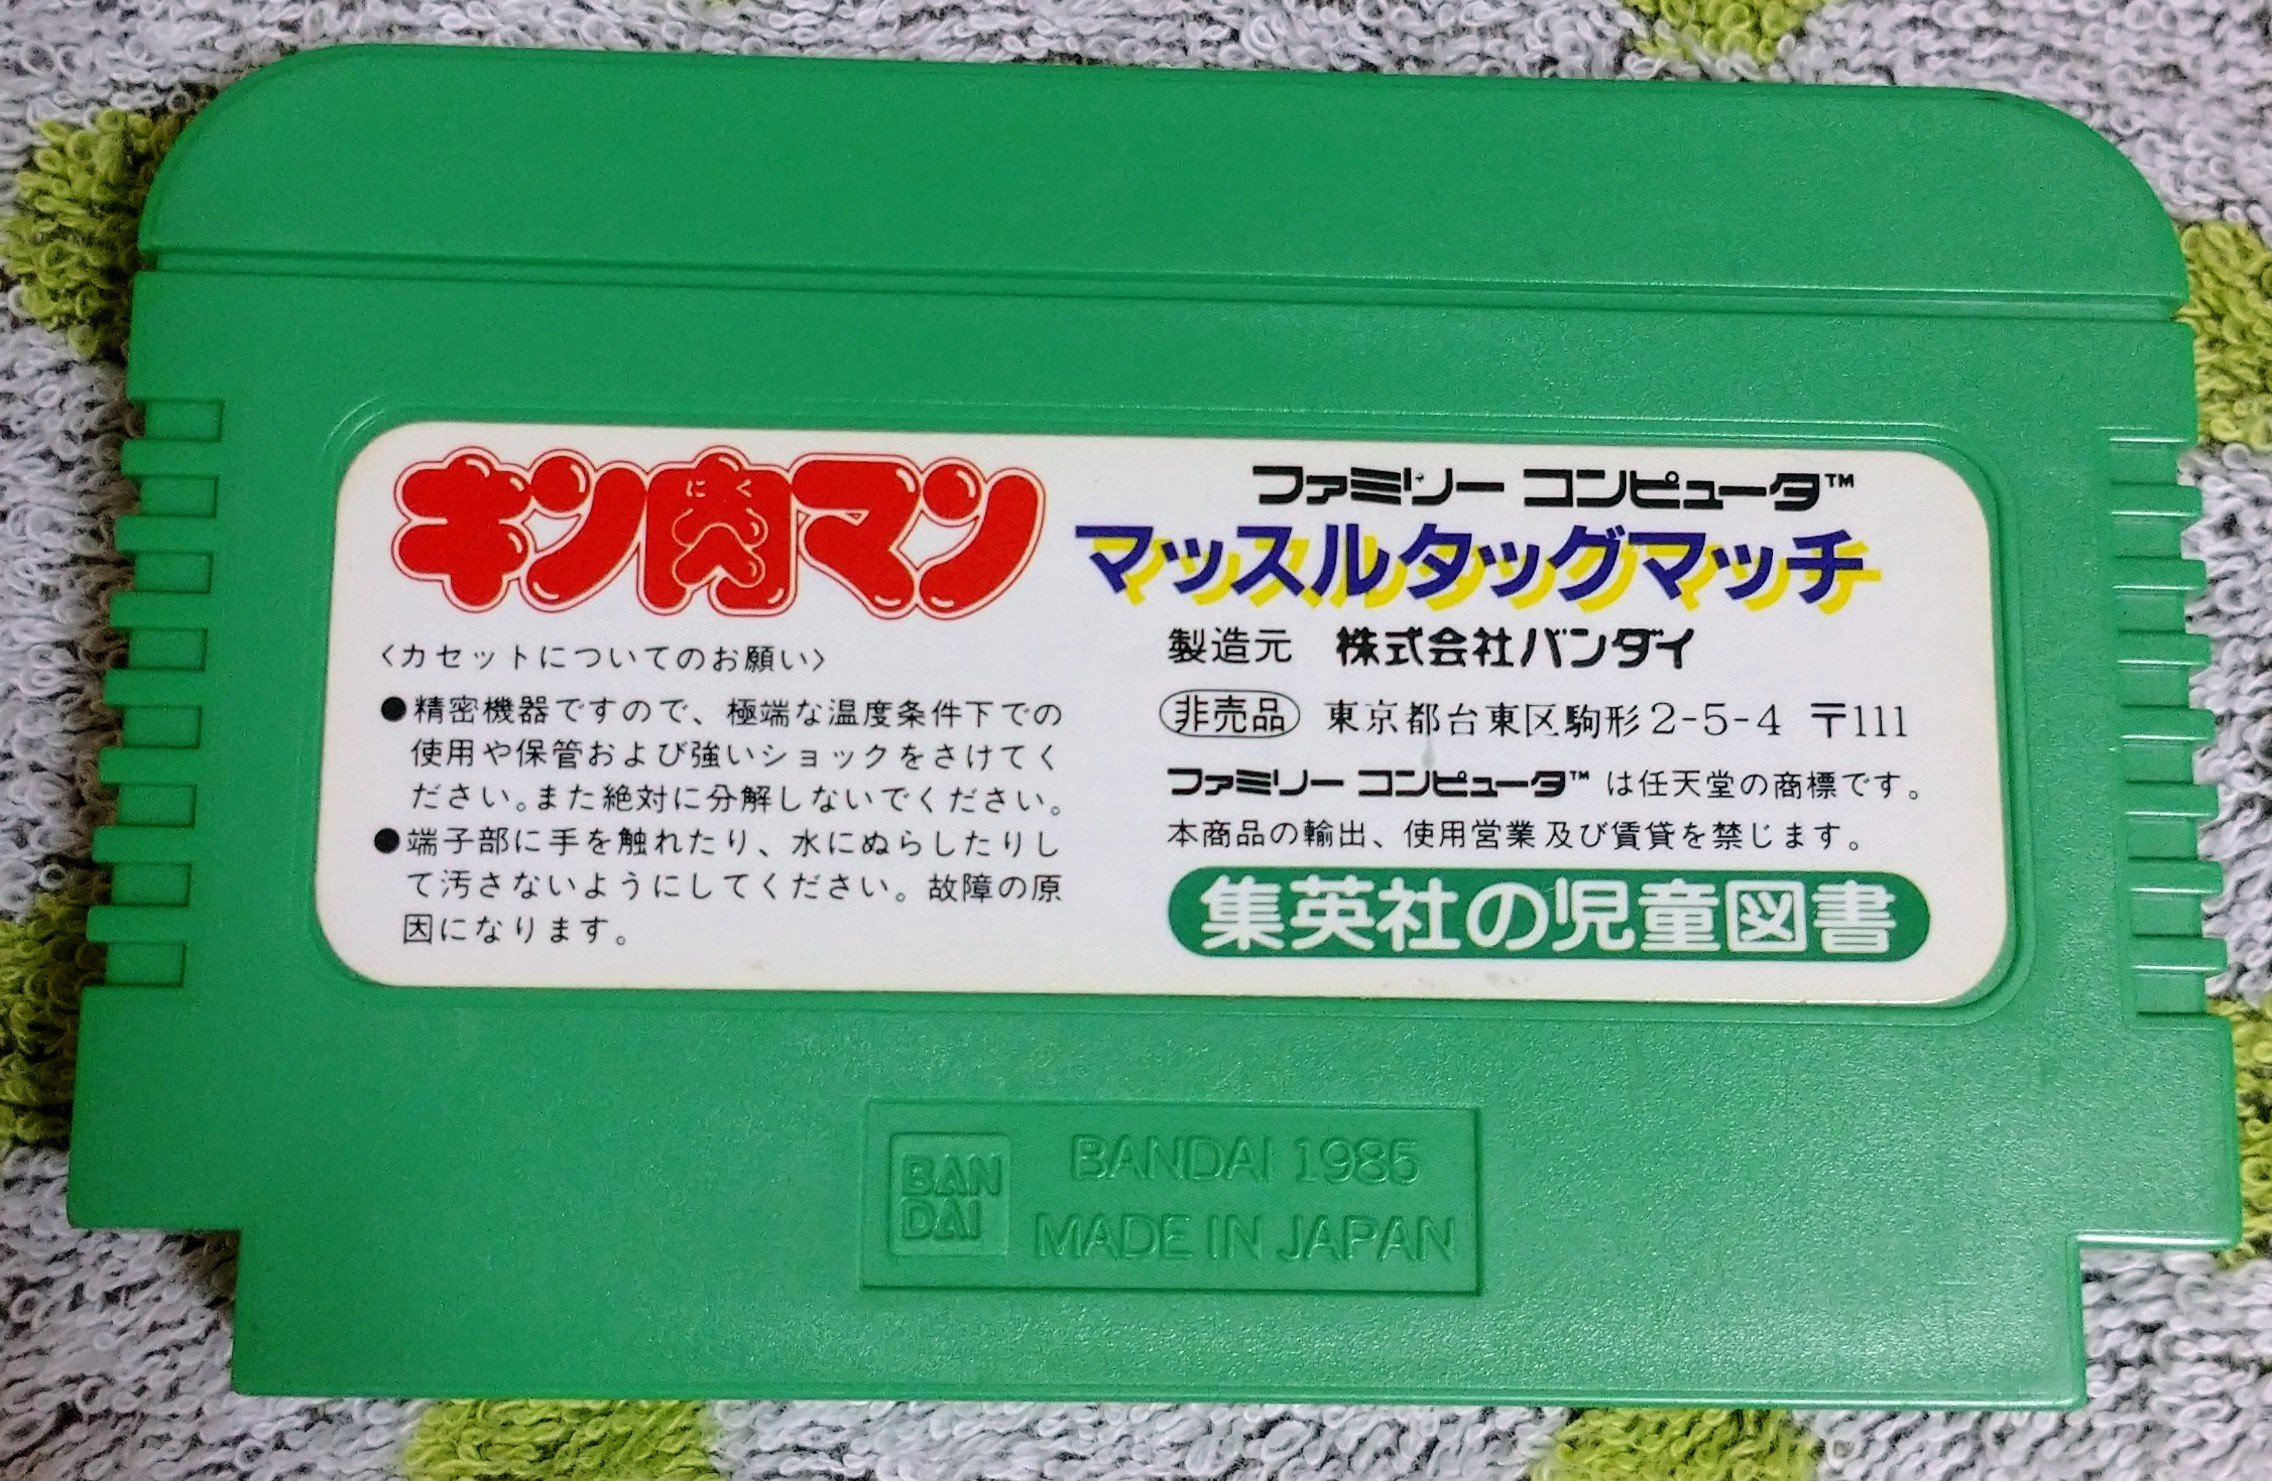 キン肉マン
にく
〈カセットについてのお願い〉
●精密機器ですので、極端な温度条件下での
使用や保管および強いショックをさけてく
ださい。また絶対に分解しないでください。
●端子部に手を触れたり、水にぬらしたりし
て汚さないようにしてください。故障の原
因になります。
ファミリー コンピュータ™
マッスルタッグマッチ
製造元 株式会社バンダイ
非売品 東京都台東区駒形2-5-4 〒111
ファミリー コンピュータ™ は任天堂の商標です。
本商品の輸出、使用営業及び賃貸を禁じます。
集英社の児童図書
BAN
DAI
BANDAI 1985
MADE IN JAPAN